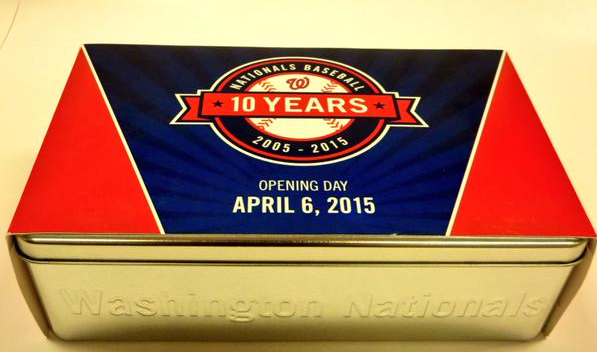 NATIONALS BASEBALL
W
10 YEARS
2005 - 2015
OPENING DAY
APRIL 6, 2015
Washington Nationals